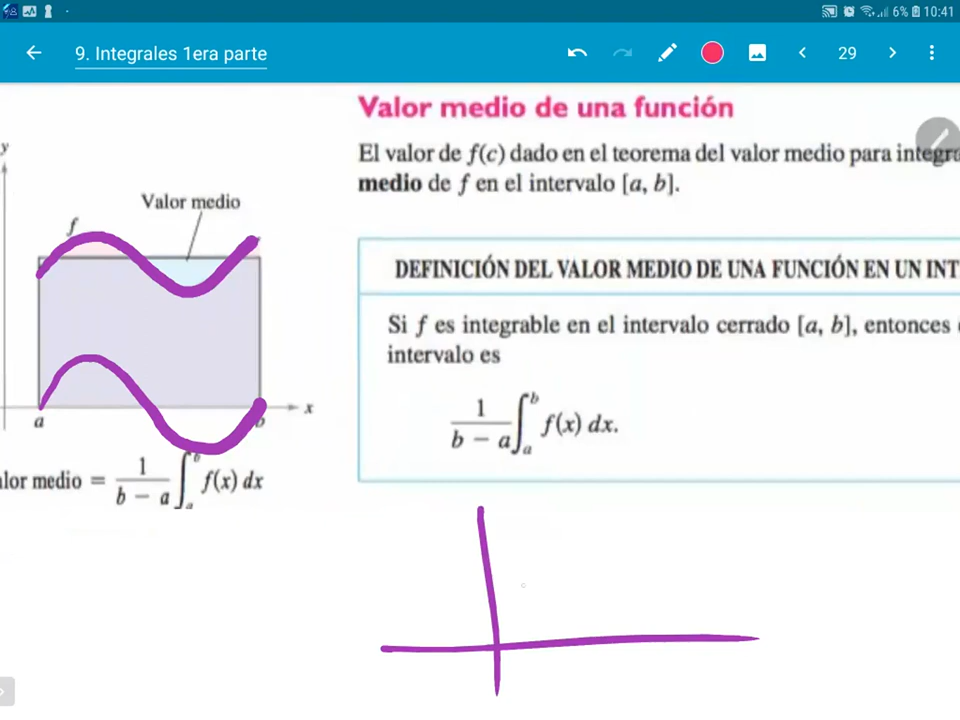 6% 10:41
9. Integrales 1era parte
29
Valor medio de una función
El valor de f(c) dado en el teorema del valor medio para integra
medio de f en el intervalo [a, b].
y
Valor medio
f
DEFINICIÓN DEL VALOR MEDIO DE UNA FUNCIÓN EN UN INT
Si f es integrable en el intervalo cerrado [a, b], entonces
intervalo es
1/(b − a) ∫_a^b f(x) dx.
x
a
b
alor medio = 1/(b − a) ∫_a^b f(x) dx